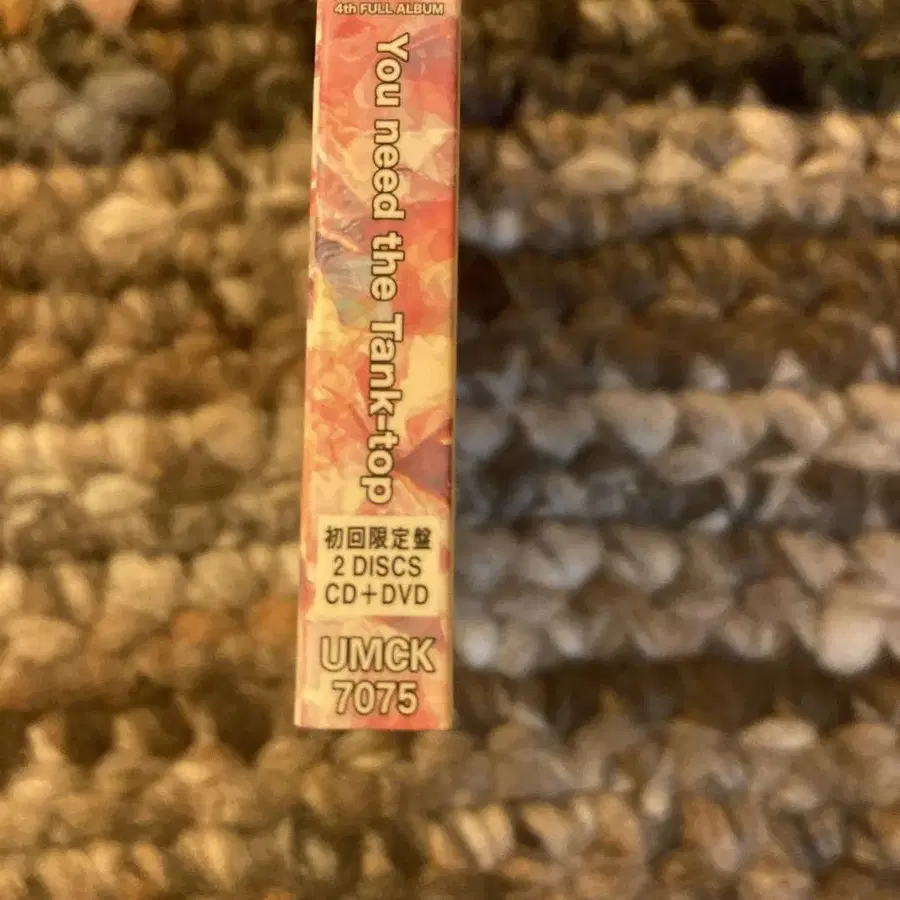 4th FULL ALBUM
You need the Tank-top
初回限定盤
2 DISCS
CD+DVD
UMCK
7075